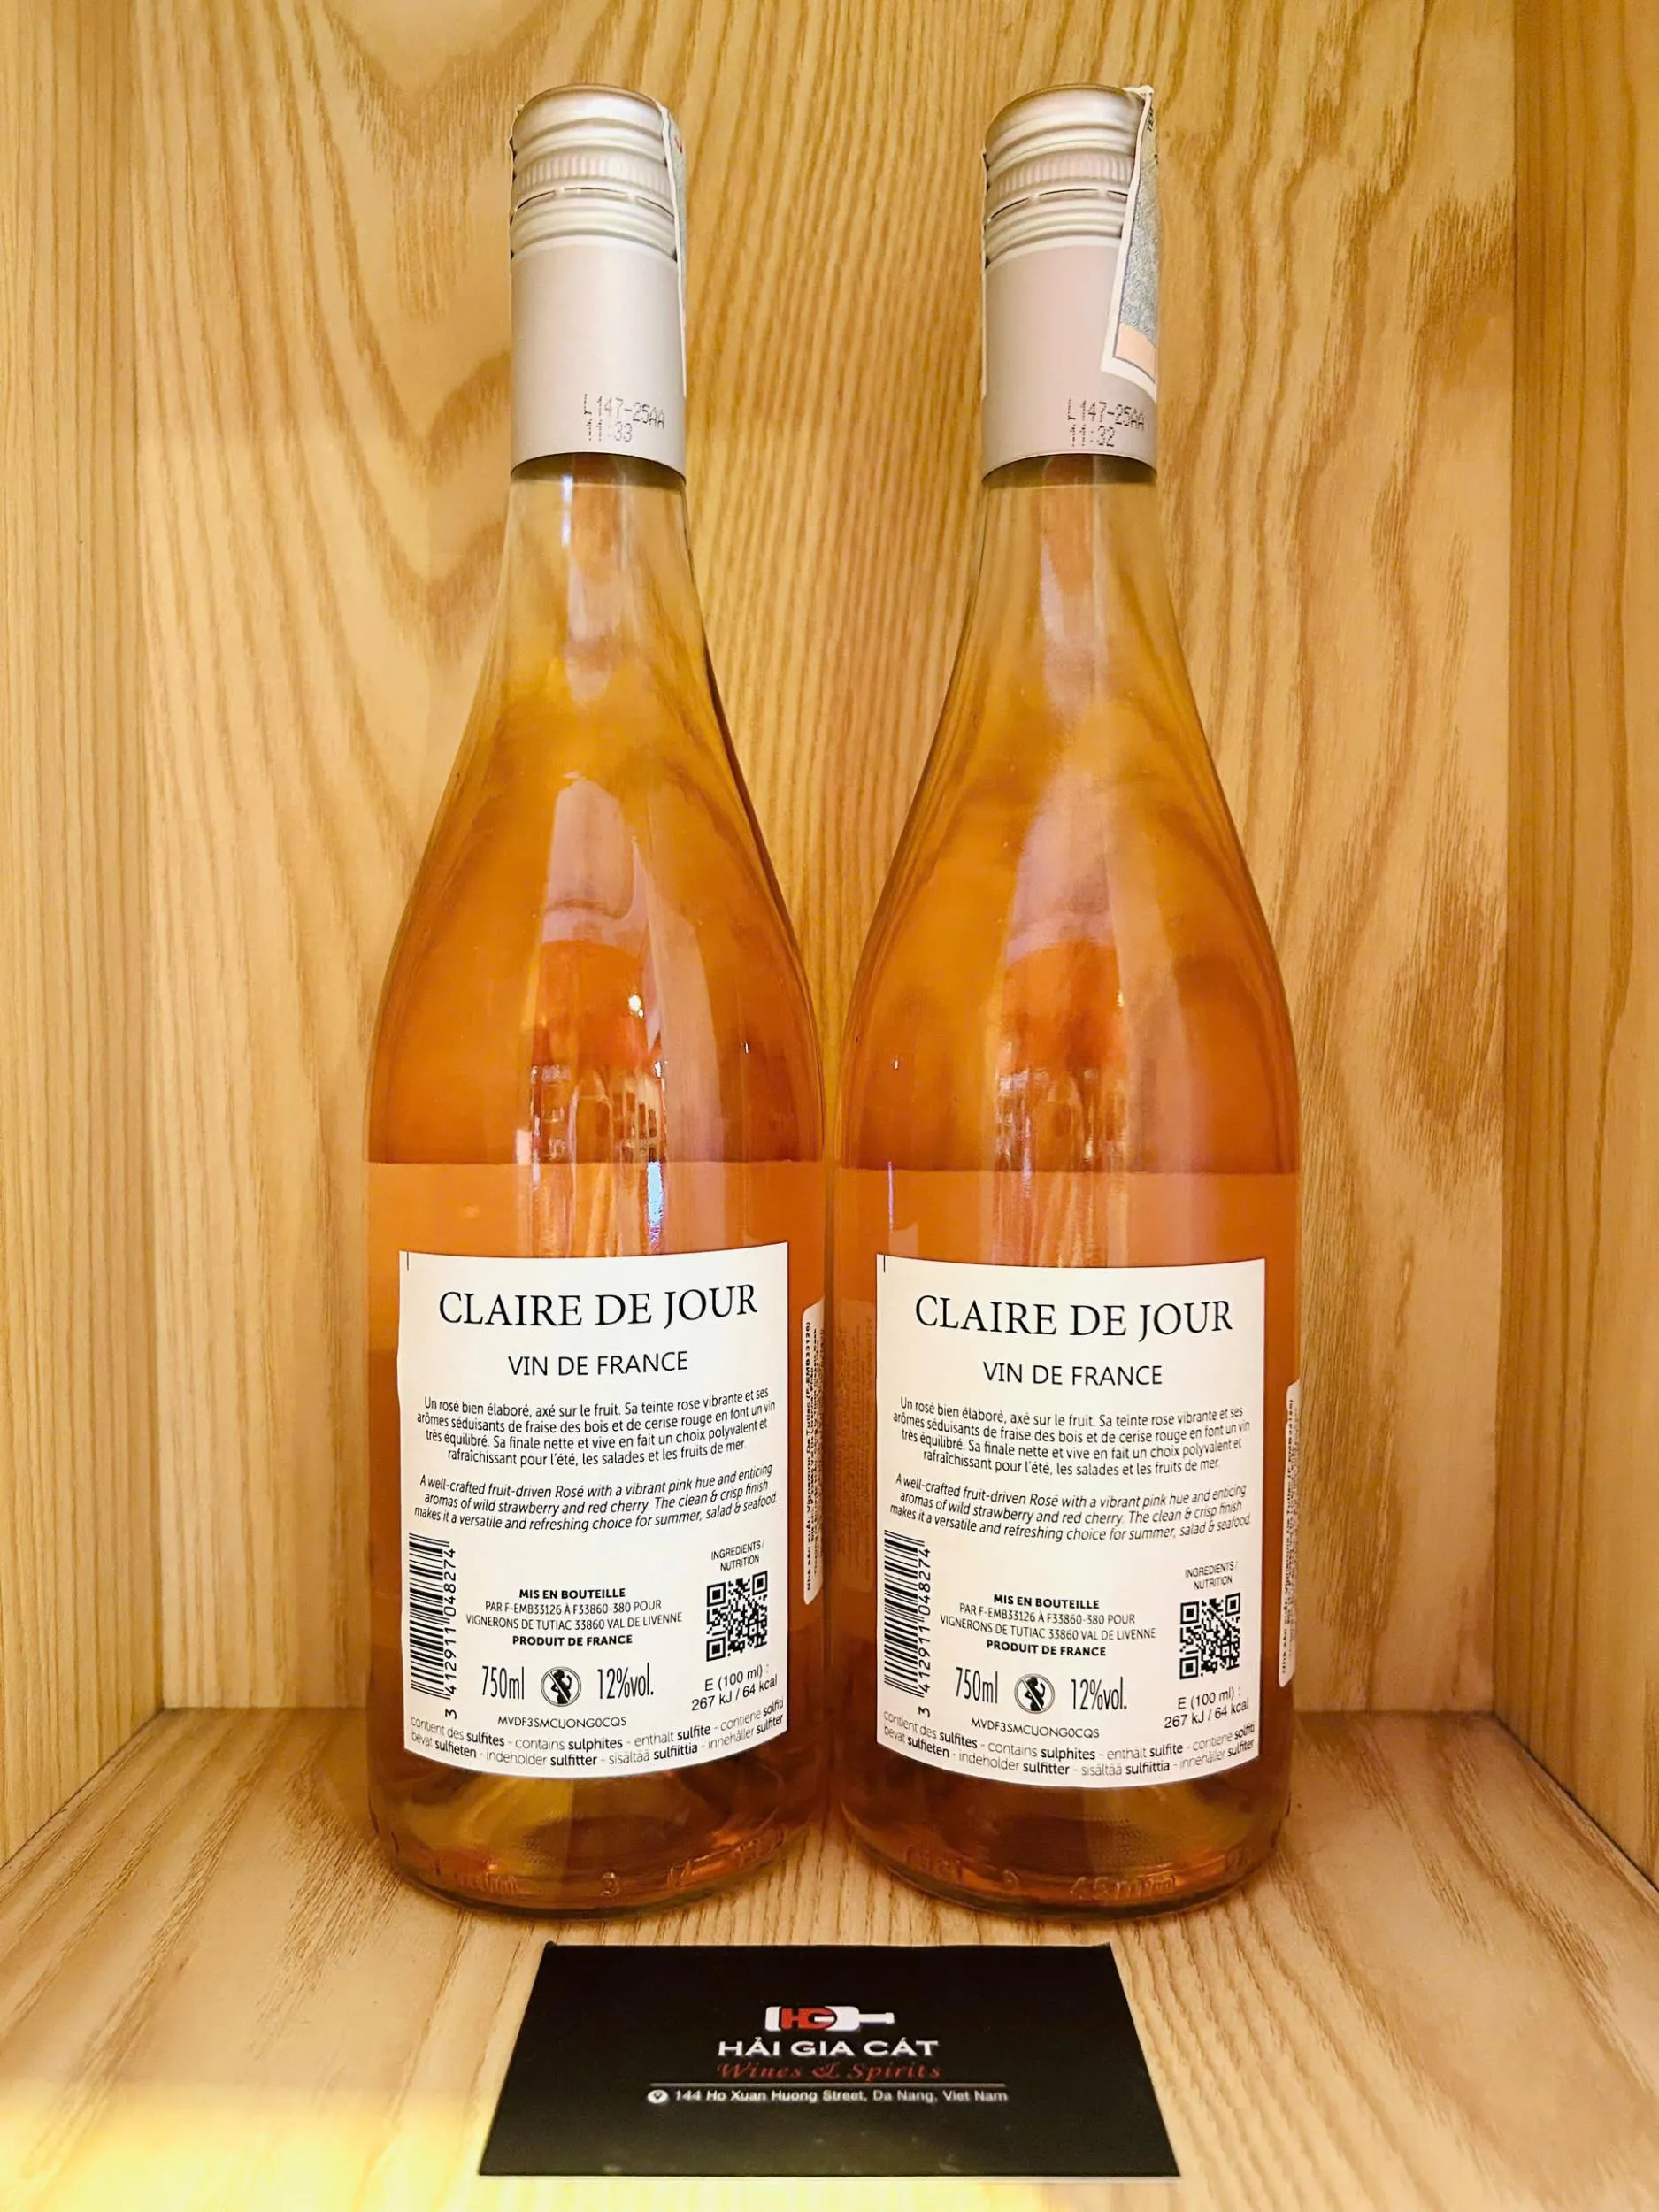 L147-25AA
11:33
CLAIRE DE JOUR
VIN DE FRANCE
Un rosé bien élaboré, axé sur le fruit. Sa teinte rose vibrante et ses
arômes séduisants de fraise des bois et de cerise rouge en font un vin
très équilibré. Sa finale nette et vive en fait un choix polyvalent et
rafraîchissant pour l'été, les salades et les fruits de mer.
A well-crafted fruit-driven Rosé with a vibrant pink hue and enticing
aromas of wild strawberry and red cherry. The clean & crisp finish
makes it a versatile and refreshing choice for summer, salad & seafood.
3 412911 048274
MIS EN BOUTEILLE
PAR F-EMB33126 À F33860-380 POUR
VIGNERONS DE TUTIAC 33860 VAL DE LIVENNE
PRODUIT DE FRANCE
INGREDIENTS/
NUTRITION
750ml 12%vol.
E (100 ml) :
267 kJ / 64 kcal
MVDF3SMCUONG0CQS
contient des sulfites - contains sulphites - enthält sulfite - contiene solfiti
bevat sulfieten - indeholder sulfitter - sisältää sulfiittia - innehåller sulfiter
L147-25AA
11:32
CLAIRE DE JOUR
VIN DE FRANCE
Un rosé bien élaboré, axé sur le fruit. Sa teinte rose vibrante et ses
arômes séduisants de fraise des bois et de cerise rouge en font un vin
très équilibré. Sa finale nette et vive en fait un choix polyvalent et
rafraîchissant pour l'été, les salades et les fruits de mer.
A well-crafted fruit-driven Rosé with a vibrant pink hue and enticing
aromas of wild strawberry and red cherry. The clean & crisp finish
makes it a versatile and refreshing choice for summer, salad & seafood.
3 412911 048274
MIS EN BOUTEILLE
PAR F-EMB33126 À F33860-380 POUR
VIGNERONS DE TUTIAC 33860 VAL DE LIVENNE
PRODUIT DE FRANCE
INGREDIENTS/
NUTRITION
750ml 12%vol.
E (100 ml) :
267 kJ / 64 kcal
MVDF3SMCUONG0CQS
contient des sulfites - contains sulphites - enthält sulfite - contiene solfiti
bevat sulfieten - indeholder sulfitter - sisältää sulfiittia - innehåller sulfiter
HG
HẢI GIA CÁT
Wines & Spirits
144 Ho Xuan Huong Street, Da Nang, Viet Nam